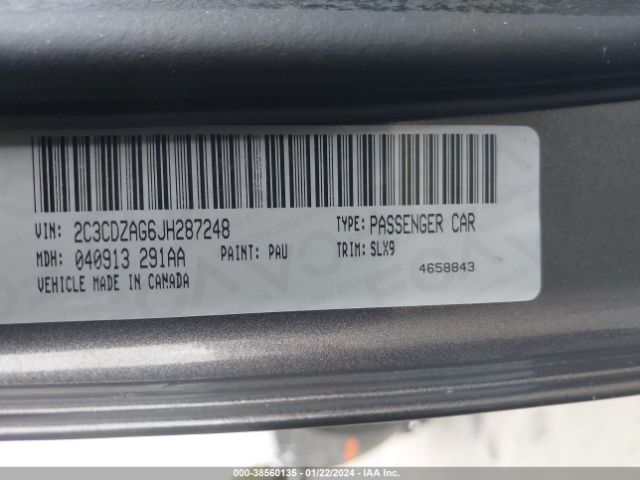 VIN: 2C3CDZAG6JH287248 TYPE: PASSENGER CAR
MDH: 040913 291AA PAINT: PAU TRIM: SLX9
VEHICLE MADE IN CANADA 4658843
000-38560135 - 01/22/2024 - IAA Inc.